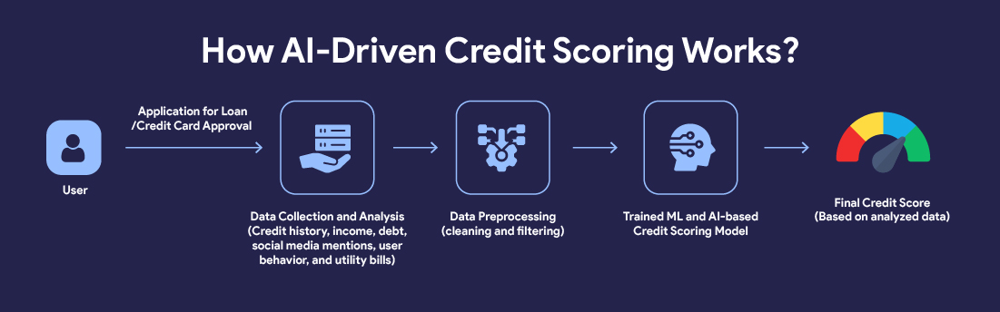 How AI-Driven Credit Scoring Works?
Application for Loan
/Credit Card Approval
User
Data Collection and Analysis
(Credit history, income, debt,
social media mentions, user
behavior, and utility bills)
Data Preprocessing
(cleaning and filtering)
Trained ML and AI-based
Credit Scoring Model
Final Credit Score
(Based on analyzed data)